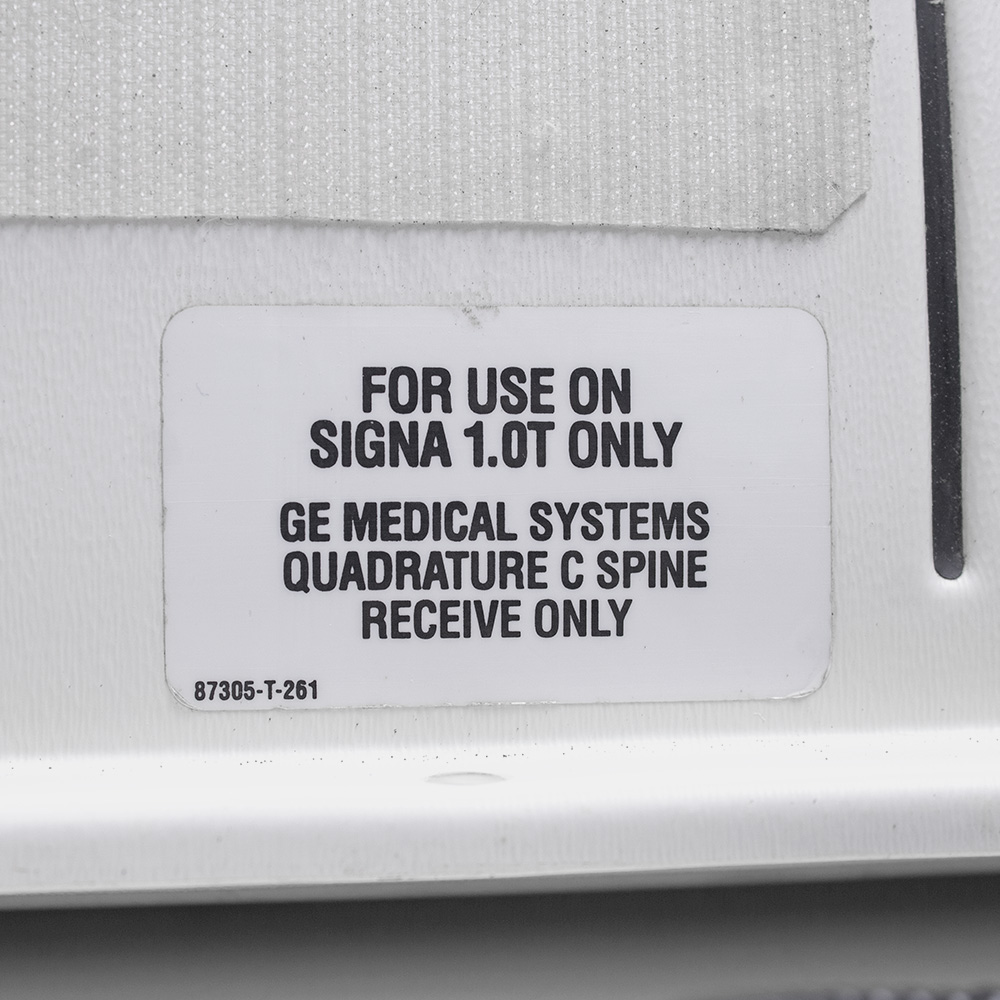 FOR USE ON
SIGNA 1.0T ONLY
GE MEDICAL SYSTEMS
QUADRATURE C SPINE
RECEIVE ONLY
87305-T-261